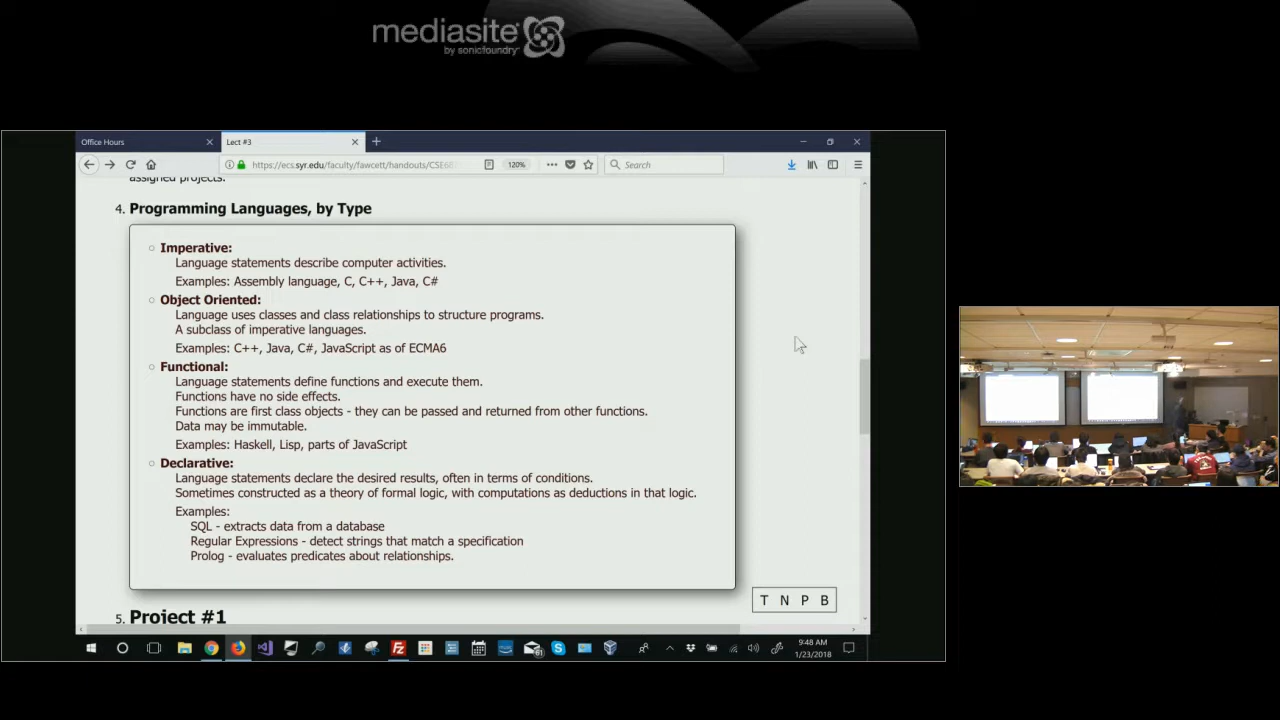 mediasite
by sonicfoundry
Office Hours
Lect #3
https://ecs.syr.edu/faculty/fawcett/handouts/CSE68
120%
Search
assigned projects.
4. Programming Languages, by Type
Imperative:
Language statements describe computer activities.
Examples: Assembly language, C, C++, Java, C#
Object Oriented:
Language uses classes and class relationships to structure programs.
A subclass of imperative languages.
Examples: C++, Java, C#, JavaScript as of ECMA6
Functional:
Language statements define functions and execute them.
Functions have no side effects.
Functions are first class objects - they can be passed and returned from other functions.
Data may be immutable.
Examples: Haskell, Lisp, parts of JavaScript
Declarative:
Language statements declare the desired results, often in terms of conditions.
Sometimes constructed as a theory of formal logic, with computations as deductions in that logic.
Examples:
SQL - extracts data from a database
Regular Expressions - detect strings that match a specification
Prolog - evaluates predicates about relationships.
T N P B
5. Project #1
9:48 AM
1/23/2018